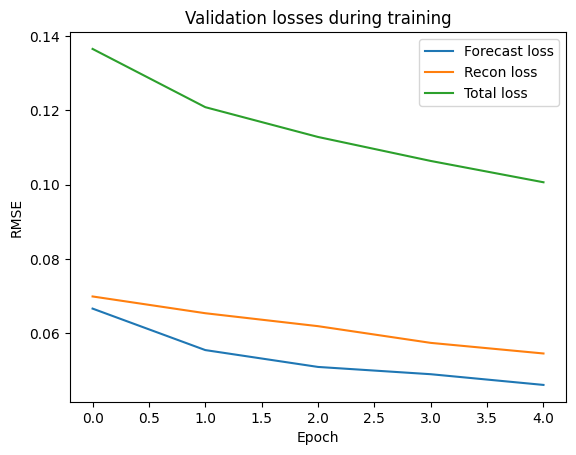 Validation losses during training
0.14
0.12
0.10
0.08
0.06
RMSE
Forecast loss
Recon loss
Total loss
0.0 0.5 1.0 1.5 2.0 2.5 3.0 3.5 4.0
Epoch